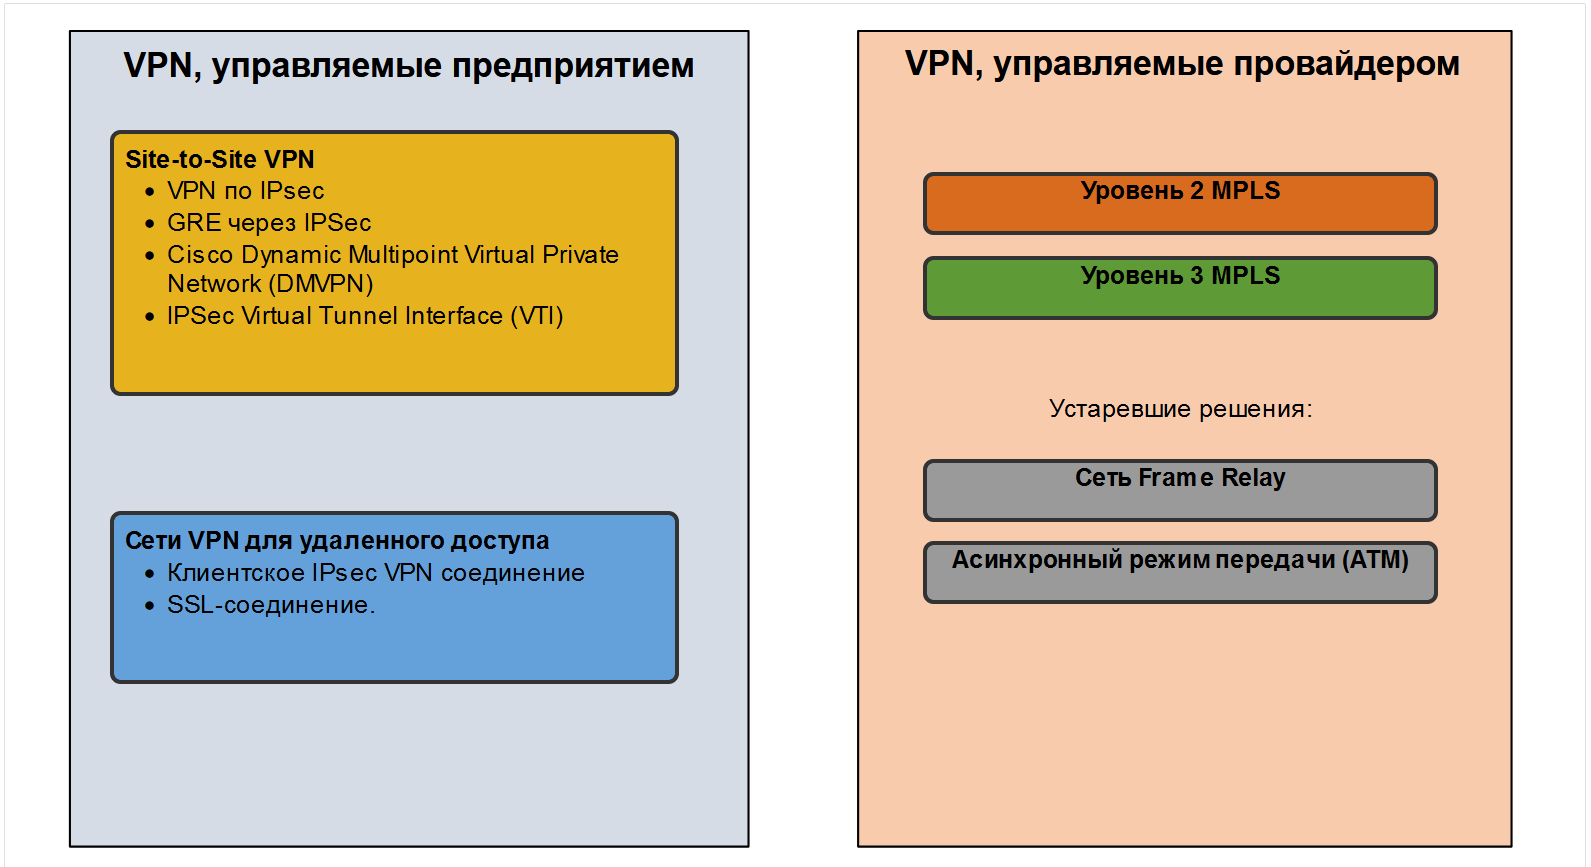 VPN, управляемые предприятием
Site-to-Site VPN
• VPN по IPsec
• GRE через IPSec
• Cisco Dynamic Multipoint Virtual Private
Network (DMVPN)
• IPSec Virtual Tunnel Interface (VTI)
Сети VPN для удаленного доступа
• Клиентское IPsec VPN соединение
• SSL-соединение.
VPN, управляемые провайдером
Уровень 2 MPLS
Уровень 3 MPLS
Устаревшие решения:
Сеть Frame Relay
Асинхронный режим передачи (ATM)